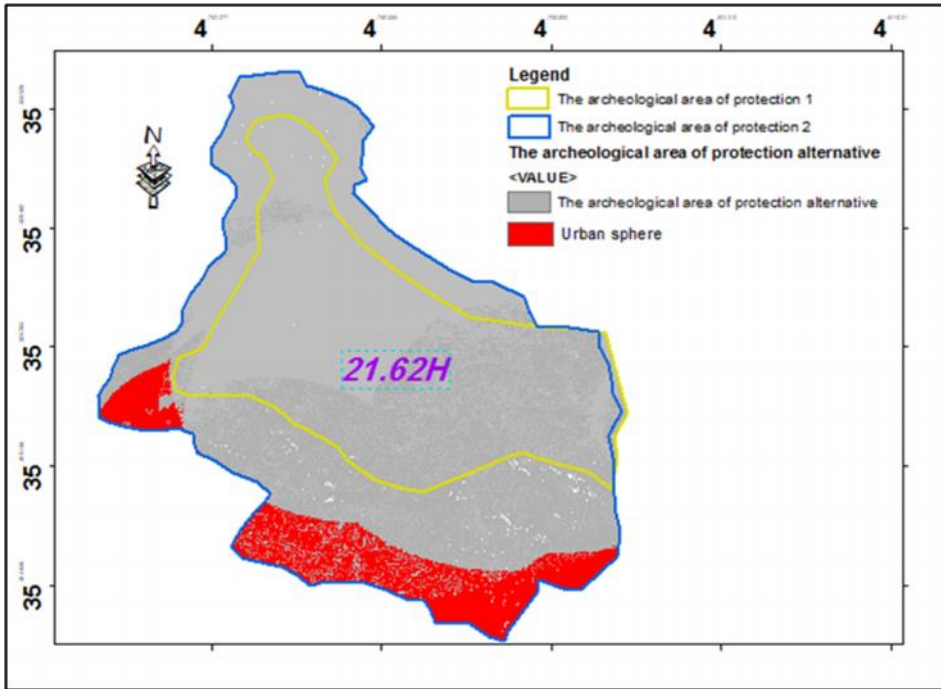 4 4 4 4 4
Legend
The archeological area of protection 1
The archeological area of protection 2
The archeological area of protection alternative
<VALUE>
The archeological area of protection alternative
Urban sphere
N
35
35
35
21.62H
35
35